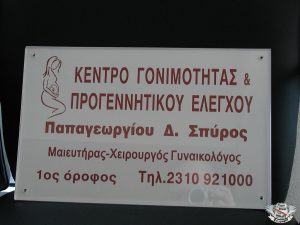 ΚΕΝΤΡΟ ΓΟΝΙΜΟΤΗΤΑΣ &
ΠΡΟΓΕΝΝΗΤΙΚΟΥ ΕΛΕΓΧΟΥ
Παπαγεωργίου Δ. Σπύρος
Μαιευτήρας-Χειρουργός Γυναικολόγος
1ος όροφος Τηλ.2310 921000